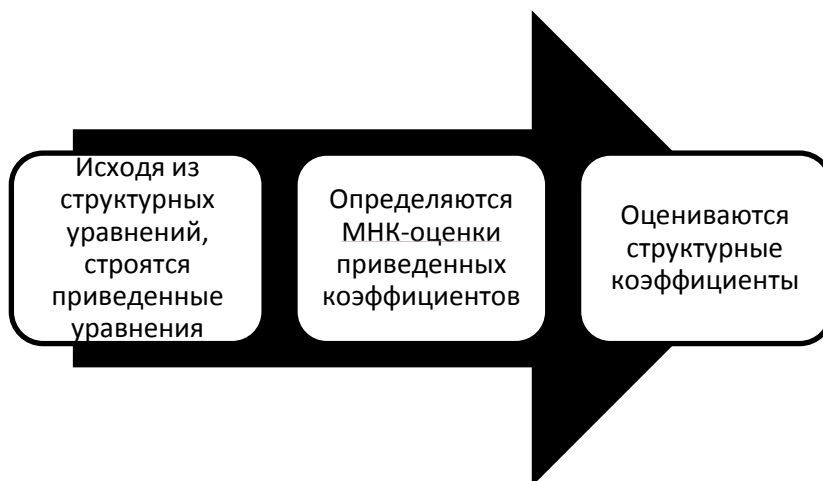 Исходя из
структурных
уравнений,
строятся
приведенные
уравнения
Определяются
МНК-оценки
приведенных
коэффициентов
Оцениваются
структурные
коэффициенты